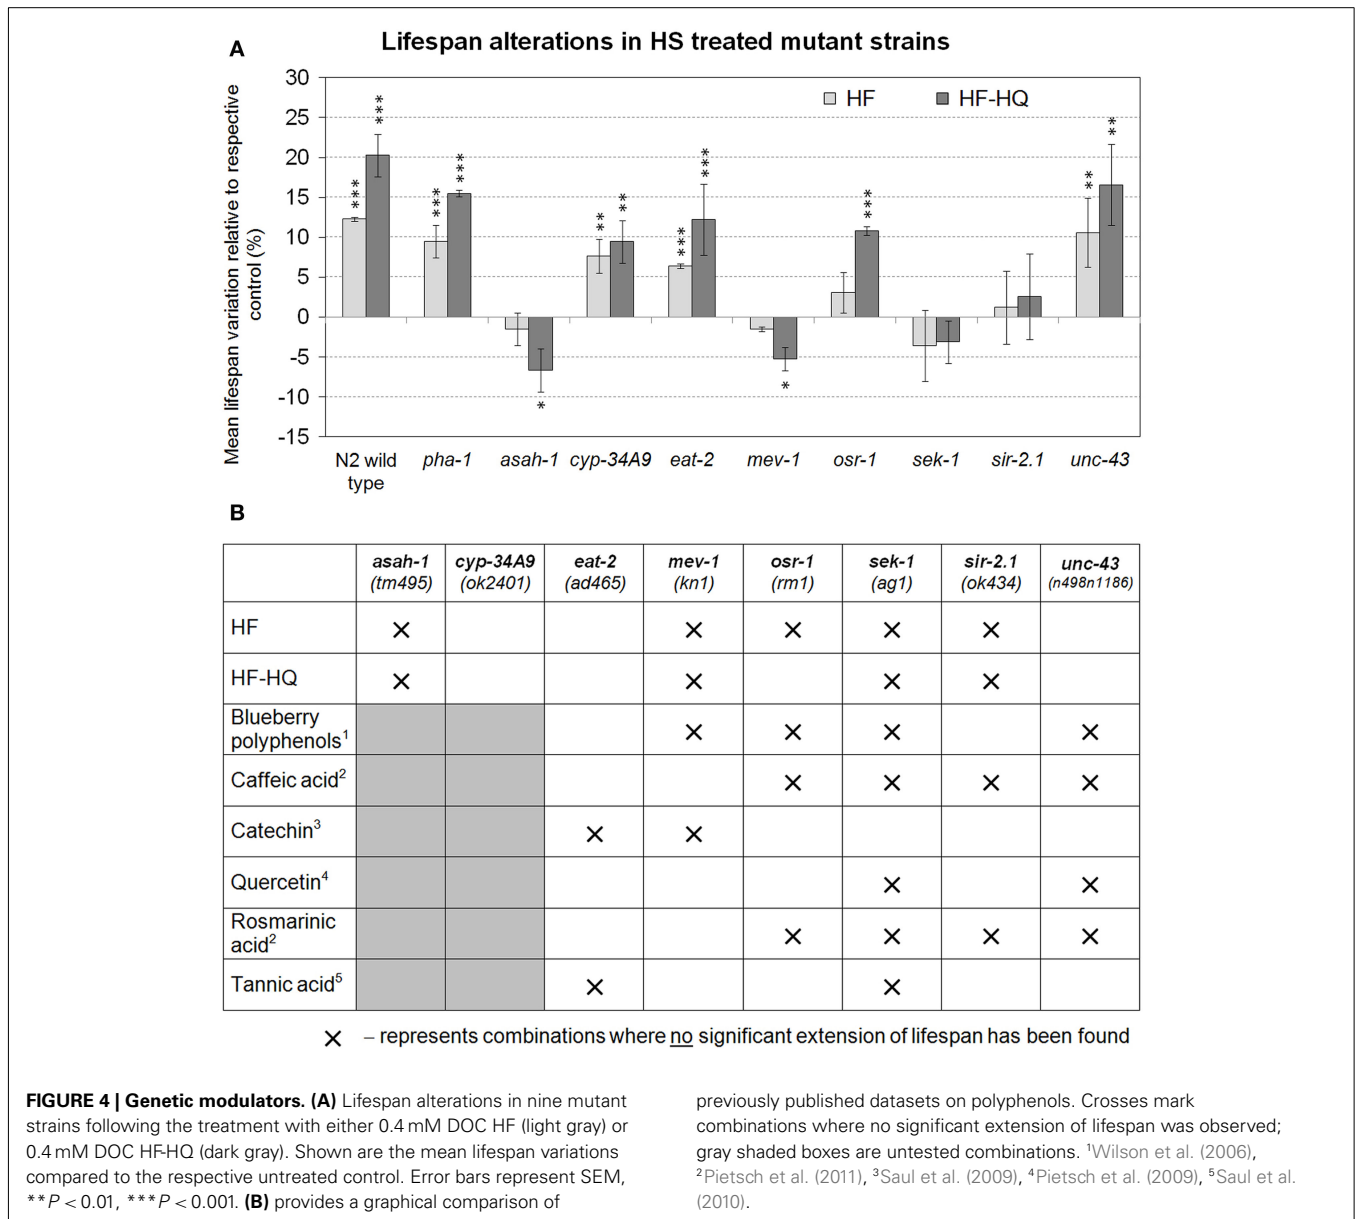 A
Lifespan alterations in HS treated mutant strains
Mean lifespan variation relative to respective
control (%)
30
25
20
15
10
5
0
-5
-10
-15
HF
HF-HQ
***
***
***
***
**
**
***
***
***
**
**
*
*
N2 wild
type
pha-1
asah-1
cyp-34A9
eat-2
mev-1
osr-1
sek-1
sir-2.1
unc-43
B
asah-1 cyp-34A9 eat-2 mev-1 osr-1 sek-1 sir-2.1 unc-43
(tm495) (ok2401) (ad465) (kn1) (rm1) (ag1) (ok434) (n498n1186)
HF × × × × ×
HF-HQ × × × ×
Blueberry
polyphenols¹ × × × ×
Caffeic acid² × × × ×
Catechin³ × ×
Quercetin⁴ × ×
Rosmarinic
acid² × × × ×
Tannic acid⁵ × ×
× – represents combinations where no significant extension of lifespan has been found
FIGURE 4 | Genetic modulators. (A) Lifespan alterations in nine mutant
strains following the treatment with either 0.4 mM DOC HF (light gray) or
0.4 mM DOC HF-HQ (dark gray). Shown are the mean lifespan variations
compared to the respective untreated control. Error bars represent SEM,
**P < 0.01, ***P < 0.001. (B) provides a graphical comparison of
previously published datasets on polyphenols. Crosses mark
combinations where no significant extension of lifespan was observed;
gray shaded boxes are untested combinations. ¹Wilson et al. (2006),
²Pietsch et al. (2011), ³Saul et al. (2009), ⁴Pietsch et al. (2009), ⁵Saul et al.
(2010).